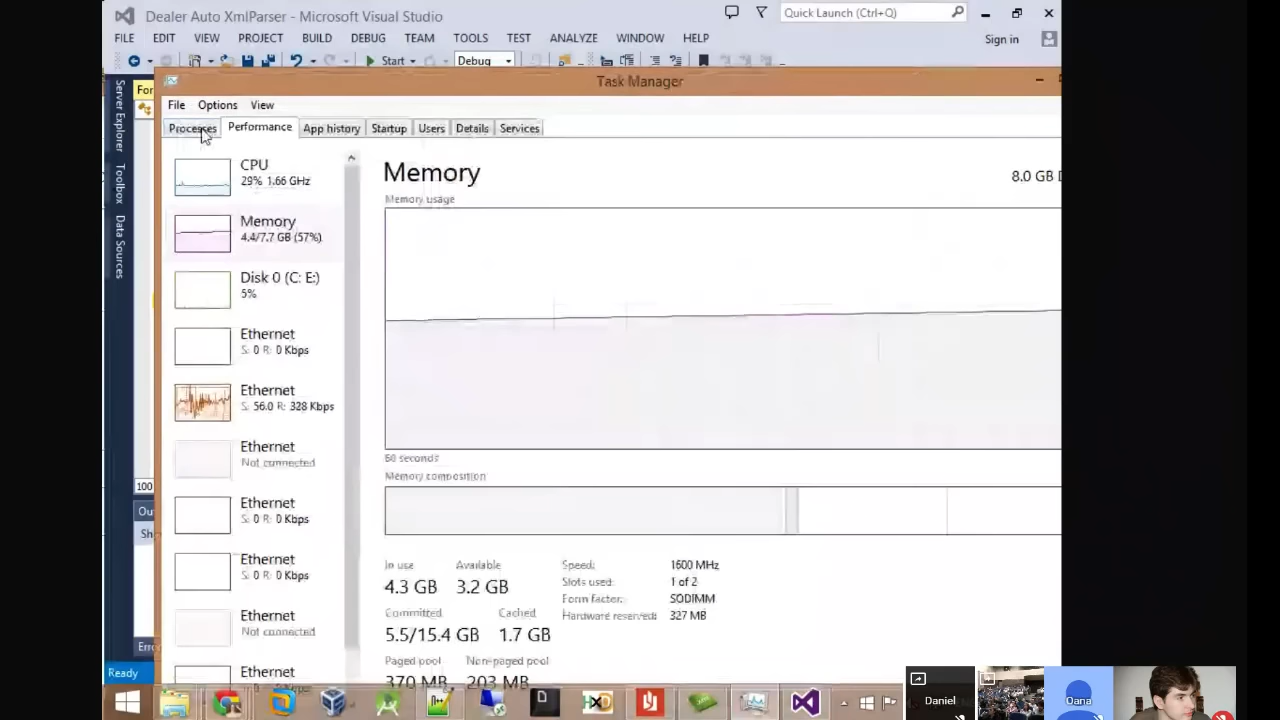 Dealer Auto XmlParser - Microsoft Visual Studio
Quick Launch (Ctrl+Q)
FILE EDIT VIEW PROJECT BUILD DEBUG TEAM TOOLS TEST ANALYZE WINDOW HELP
Sign in
Start Debug
Server Explorer
Toolbox
Data Sources
For
Task Manager
File Options View
Processes Performance App history Startup Users Details Services
CPU
29% 1.66 GHz
Memory
4.4/7.7 GB (57%)
Disk 0 (C: E:)
5%
Ethernet
S: 0 R: 0 Kbps
Ethernet
S: 56.0 R: 328 Kbps
Ethernet
Not connected
Ethernet
S: 0 R: 0 Kbps
Ethernet
S: 0 R: 0 Kbps
Ethernet
Not connected
Ethernet
Memory
8.0 GB D
Memory usage
60 seconds
Memory composition
In use
4.3 GB
Available
3.2 GB
Committed
5.5/15.4 GB
Cached
1.7 GB
Paged pool
370 MB
Non-paged pool
203 MB
Speed: 1600 MHz
Slots used: 1 of 2
Form factor: SODIMM
Hardware reserved: 327 MB
100
Ou
Sh
Erro
Ready
Daniel
Oana